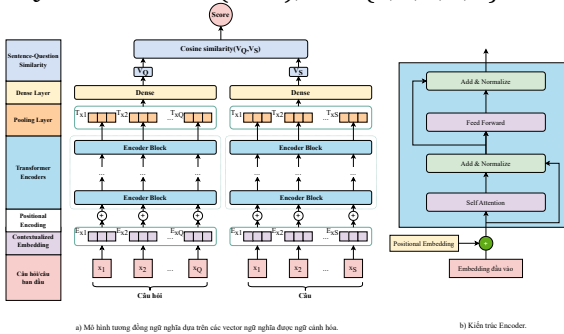 Score
Sentence-Question
Similarity
Cosine similarity(VQ,VS)
VQ
VS
Dense Layer
Dense
Dense
Pooling Layer
Tx1
Tx2
...
TxQ
Tx1
Tx2
...
TxS
Transformer
Encoders
Encoder Block
Encoder Block
...
...
...
...
...
...
Encoder Block
Encoder Block
Positional
Encoding
+
+
+
+
+
+
Contextualized
Embedding
Ex1
Ex2
...
ExQ
Ex1
Ex2
...
ExS
Câu hỏi/câu
ban đầu
x1
x2
...
xQ
x1
x2
...
xS
Câu hỏi
Câu
a) Mô hình tương đồng ngữ nghĩa dựa trên các vector ngữ nghĩa được ngữ cảnh hóa.
Add & Normalize
Feed Forward
Add & Normalize
Self Attention
Positional Embedding
+
Embedding đầu vào
b) Kiến trúc Encoder.